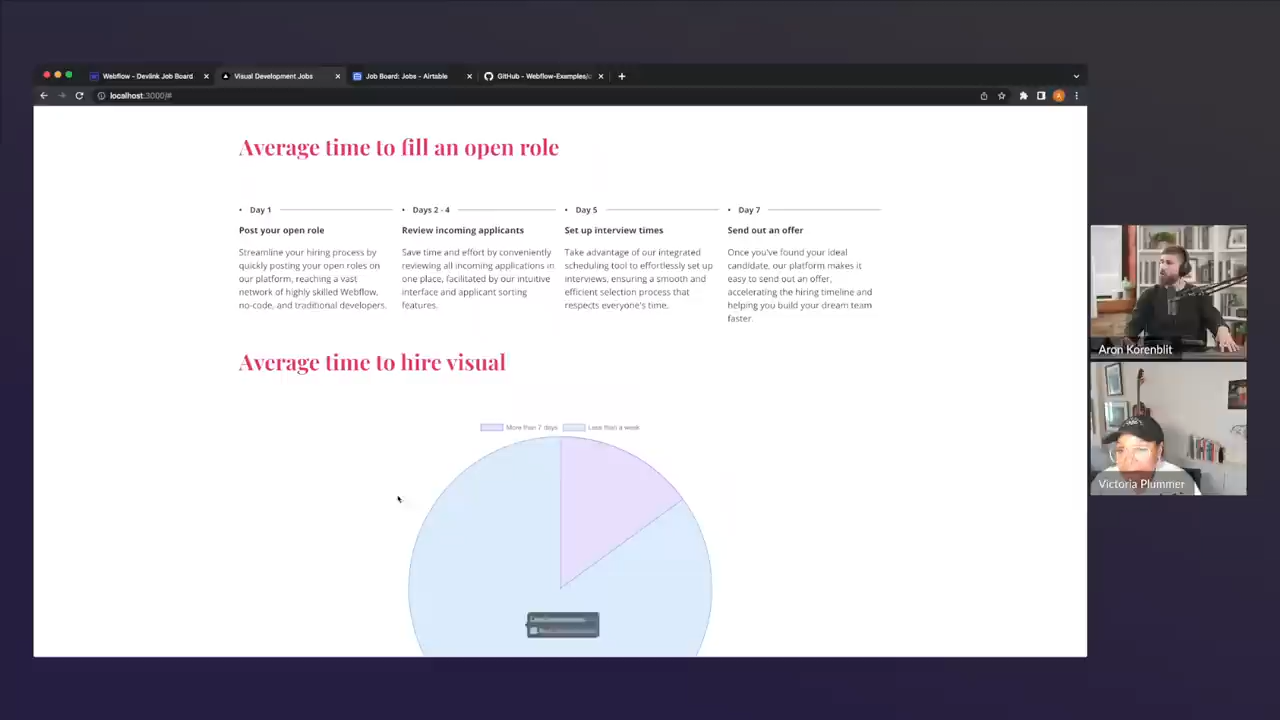 Webflow - Devlink Job Board
Visual Development Jobs
Job Board: Jobs - Airtable
GitHub - Webflow-Examples/
localhost:3000/#
Average time to fill an open role
• Day 1
Post your open role
Streamline your hiring process by
quickly posting your open roles on
our platform, reaching a vast
network of highly skilled Webflow,
no-code, and traditional developers.
• Days 2 - 4
Review incoming applicants
Save time and effort by conveniently
reviewing all incoming applications in
one place, facilitated by our intuitive
interface and applicant sorting
features.
• Day 5
Set up interview times
Take advantage of our integrated
scheduling tool to effortlessly set up
interviews, ensuring a smooth and
efficient selection process that
respects everyone's time.
• Day 7
Send out an offer
Once you've found your ideal
candidate, our platform makes it
easy to send out an offer,
accelerating the hiring timeline and
helping you build your dream team
faster.
Average time to hire visual
More than 7 days
Less than a week
Aron Korenblit
Victoria Plummer